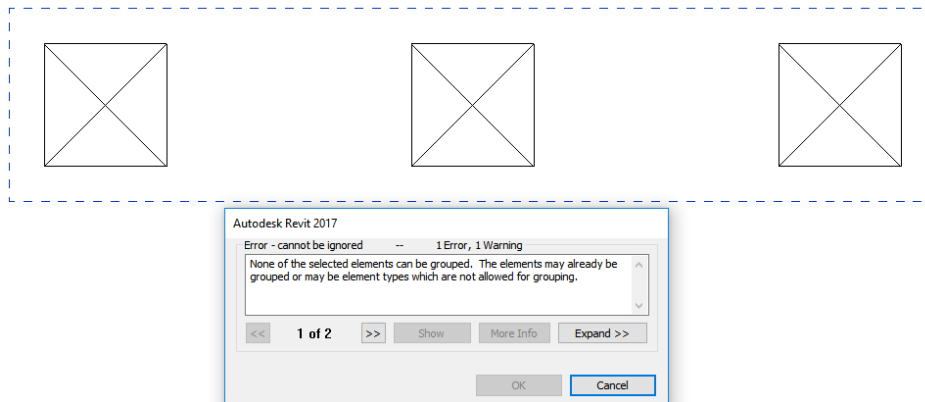 Autodesk Revit 2017
Error - cannot be ignored -- 1 Error, 1 Warning
None of the selected elements can be grouped. The elements may already be
grouped or may be element types which are not allowed for grouping.
<< 1 of 2 >> Show More Info Expand >>
OK Cancel